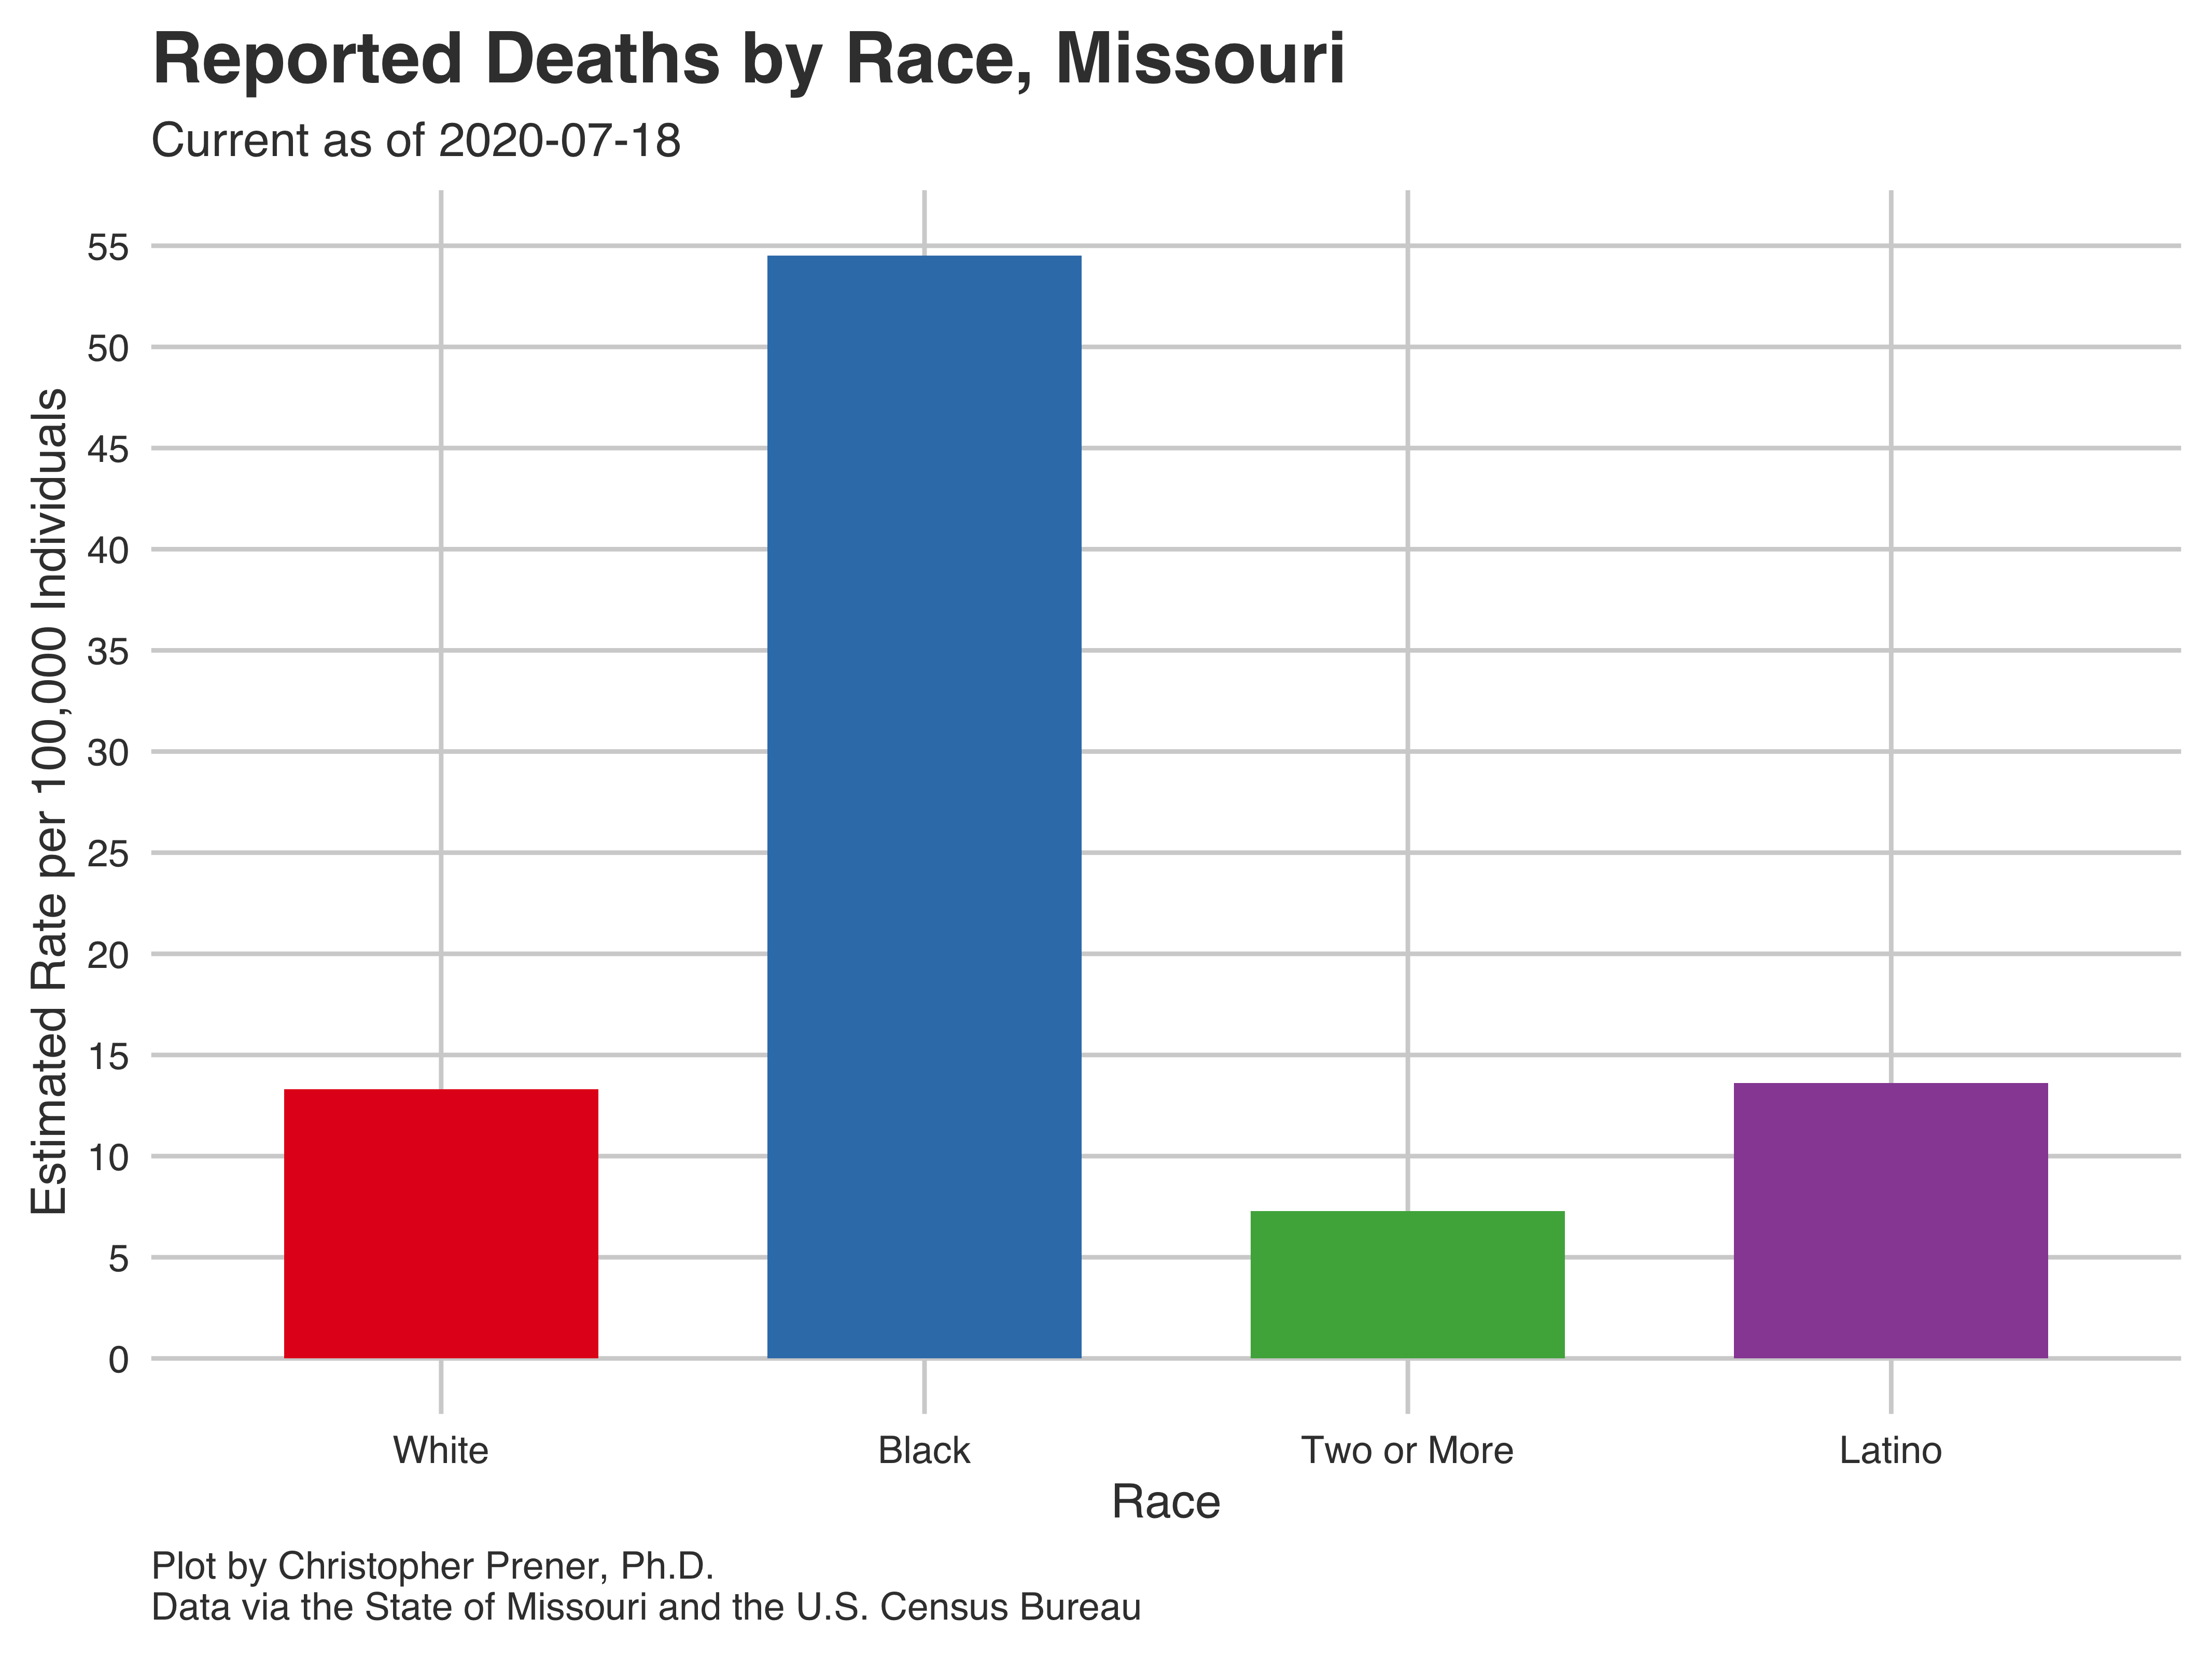 Reported Deaths by Race, Missouri
Current as of 2020-07-18
Estimated Rate per 100,000 Individuals
55
50
45
40
35
30
25
20
15
10
5
0
White
Black
Two or More
Latino
Race
Plot by Christopher Prener, Ph.D.
Data via the State of Missouri and the U.S. Census Bureau